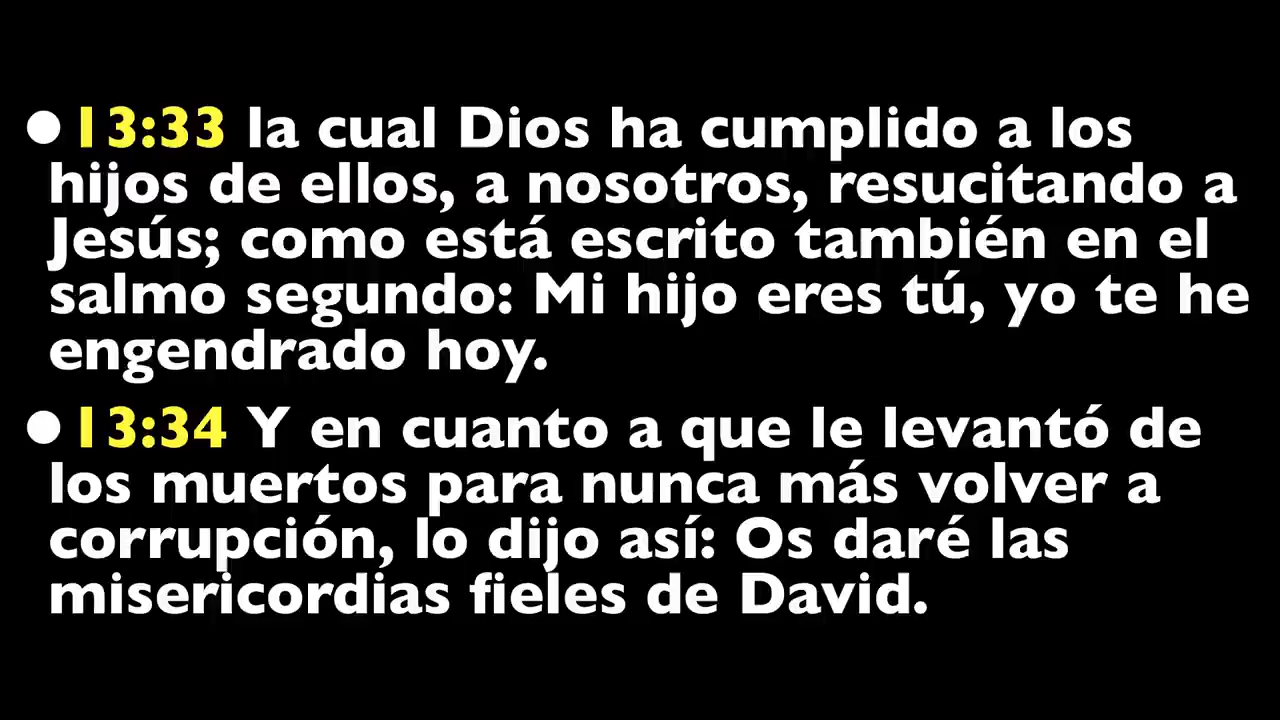 ●13:33 la cual Dios ha cumplido a los
hijos de ellos, a nosotros, resucitando a
Jesús; como está escrito también en el
salmo segundo: Mi hijo eres tú, yo te he
engendrado hoy.
●13:34 Y en cuanto a que le levantó de
los muertos para nunca más volver a
corrupción, lo dijo así: Os daré las
misericordias fieles de David.